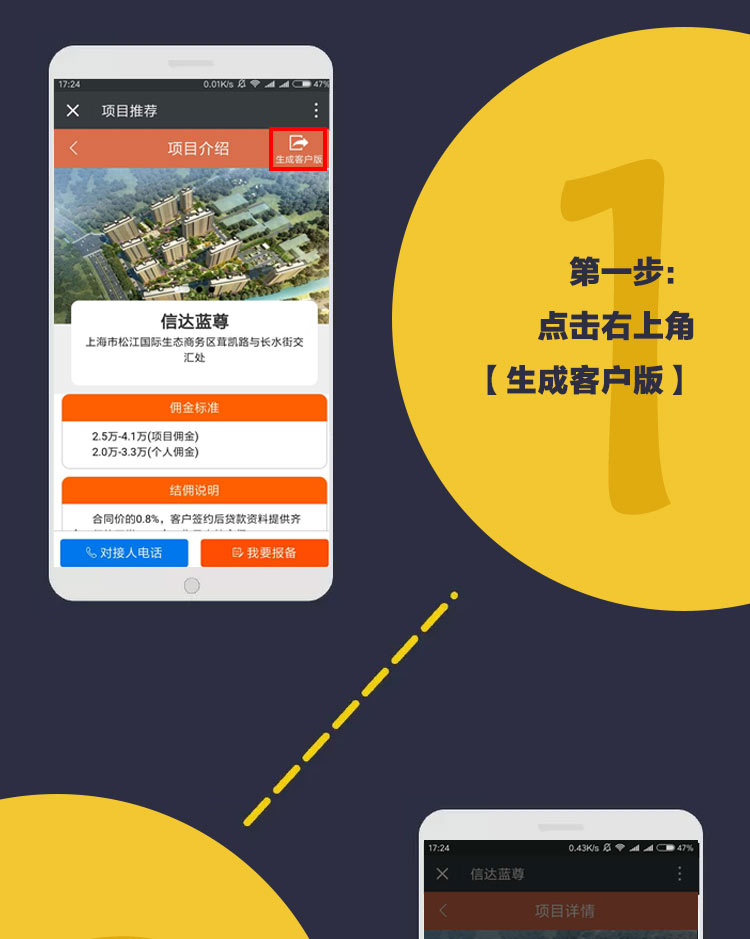 17:24 0.01K/s 47%
项目推荐
项目介绍
生成客户版
信达蓝尊
上海市松江国际生态商务区茸凯路与长水街交
汇处
佣金标准
2.5万-4.1万(项目佣金)
2.0万-3.3万(个人佣金)
结佣说明
合同价的0.8%，客户签约后贷款资料提供齐
对接人电话
我要报备
1
第一步:
点击右上角
【生成客户版】
17:24 0.43K/s 47%
信达蓝尊
项目详情